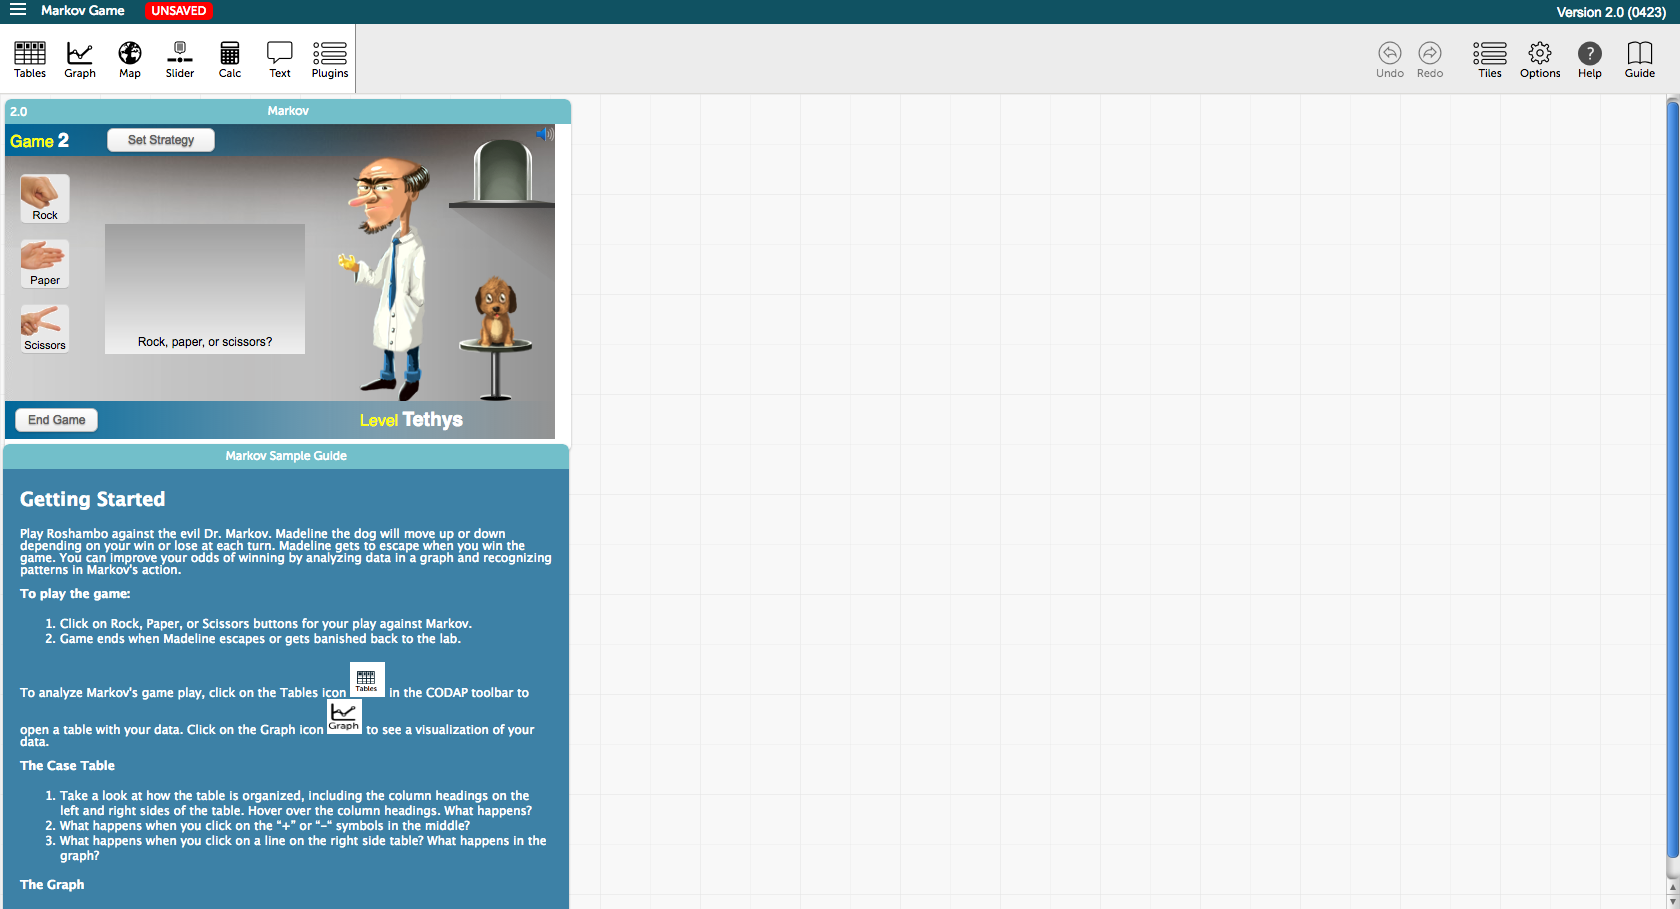 Markov Game UNSAVED Version 2.0 (0423)
Tables Graph Map Slider Calc Text Plugins Undo Redo Tiles Options Help Guide
2.0 Markov
Game 2 Set Strategy
Rock
Paper
Scissors
Rock, paper, or scissors?
End Game Level Tethys
Markov Sample Guide
Getting Started
Play Roshambo against the evil Dr. Markov. Madeline the dog will move up or down
depending on your win or lose at each turn. Madeline gets to escape when you win the
game. You can improve your odds of winning by analyzing data in a graph and recognizing
patterns in Markov's action.
To play the game:
1. Click on Rock, Paper, or Scissors buttons for your play against Markov.
2. Game ends when Madeline escapes or gets banished back to the lab.
To analyze Markov's game play, click on the Tables icon Tables in the CODAP toolbar to
open a table with your data. Click on the Graph icon Graph to see a visualization of your
data.
The Case Table
1. Take a look at how the table is organized, including the column headings on the
left and right sides of the table. Hover over the column headings. What happens?
2. What happens when you click on the "+" or "-" symbols in the middle?
3. What happens when you click on a line on the right side table? What happens in the
graph?
The Graph